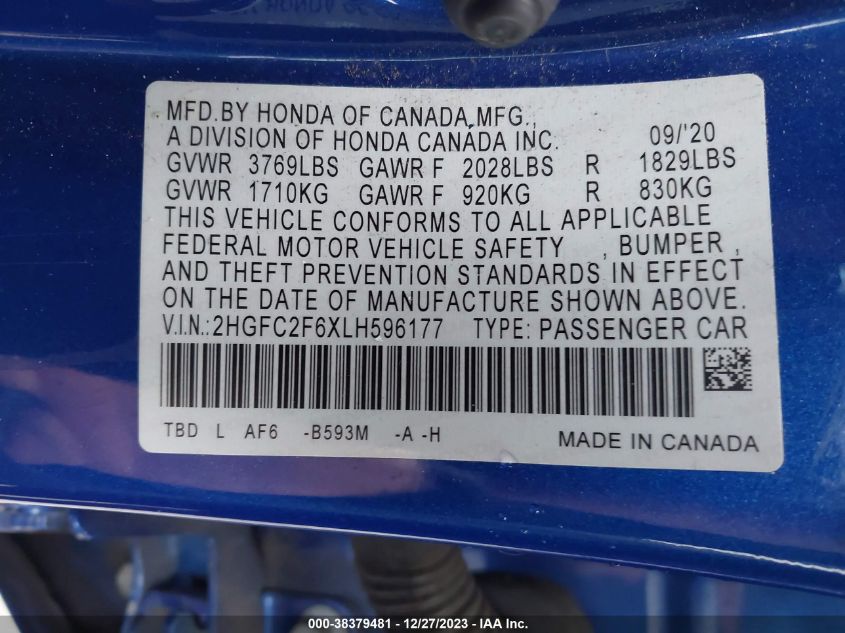 MFD.BY HONDA OF CANADA MFG.,
A DIVISION OF HONDA CANADA INC. 09/'20
GVWR 3769LBS GAWR F 2028LBS R 1829LBS
GVWR 1710KG GAWR F 920KG R 830KG
THIS VEHICLE CONFORMS TO ALL APPLICABLE
FEDERAL MOTOR VEHICLE SAFETY , BUMPER ,
AND THEFT PREVENTION STANDARDS IN EFFECT
ON THE DATE OF MANUFACTURE SHOWN ABOVE.
V.I.N.:2HGFC2F6XLH596177 TYPE: PASSENGER CAR
TBD L AF6 -B593M -A -H MADE IN CANADA
000-38379481 - 12/27/2023 - IAA Inc.